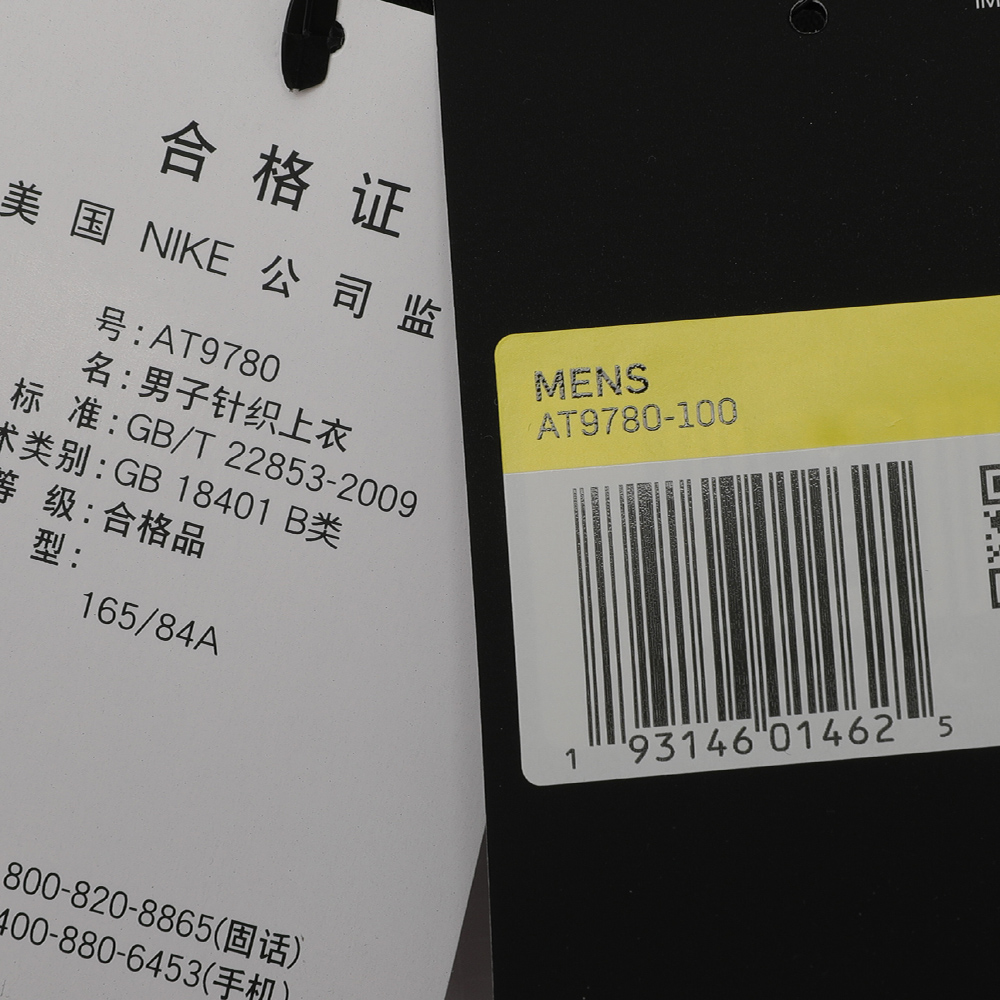 合格证
美国 NIKE 公司监
号:AT9780
名:男子针织上衣
标 准:GB/T 22853-2009
术类别:GB 18401 B类
等 级:合格品
型:
165/84A
800-820-8865(固话)
400-880-6453(手机)
IM
MENS
AT9780-100
1 93146 01462 5